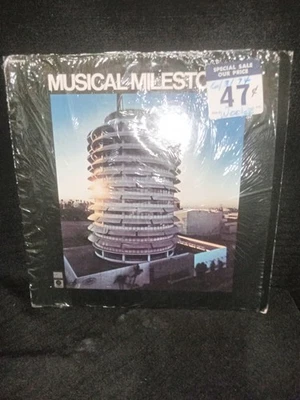 MUSICAL MILESTO
SPECIAL SALE
OUR PRICE
47¢